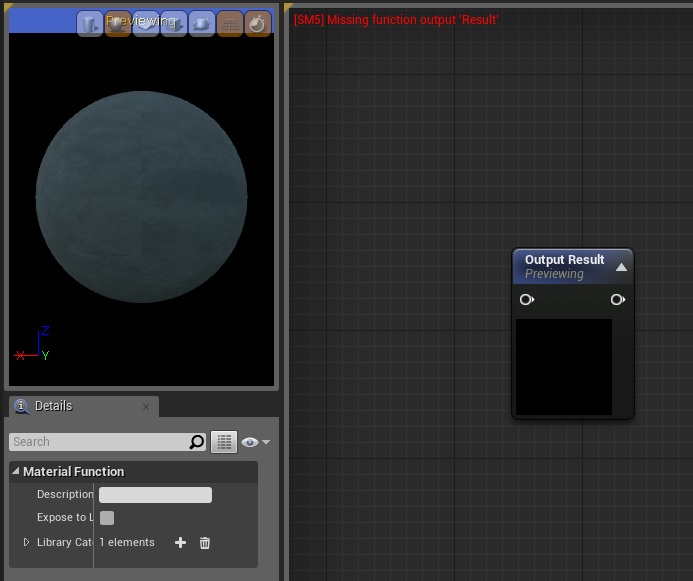 Previewing
[SM5] Missing function output 'Result'
Output Result
Previewing
Z
X
Y
Details
Search
Material Function
Description
Expose to L
Library Cat
1 elements